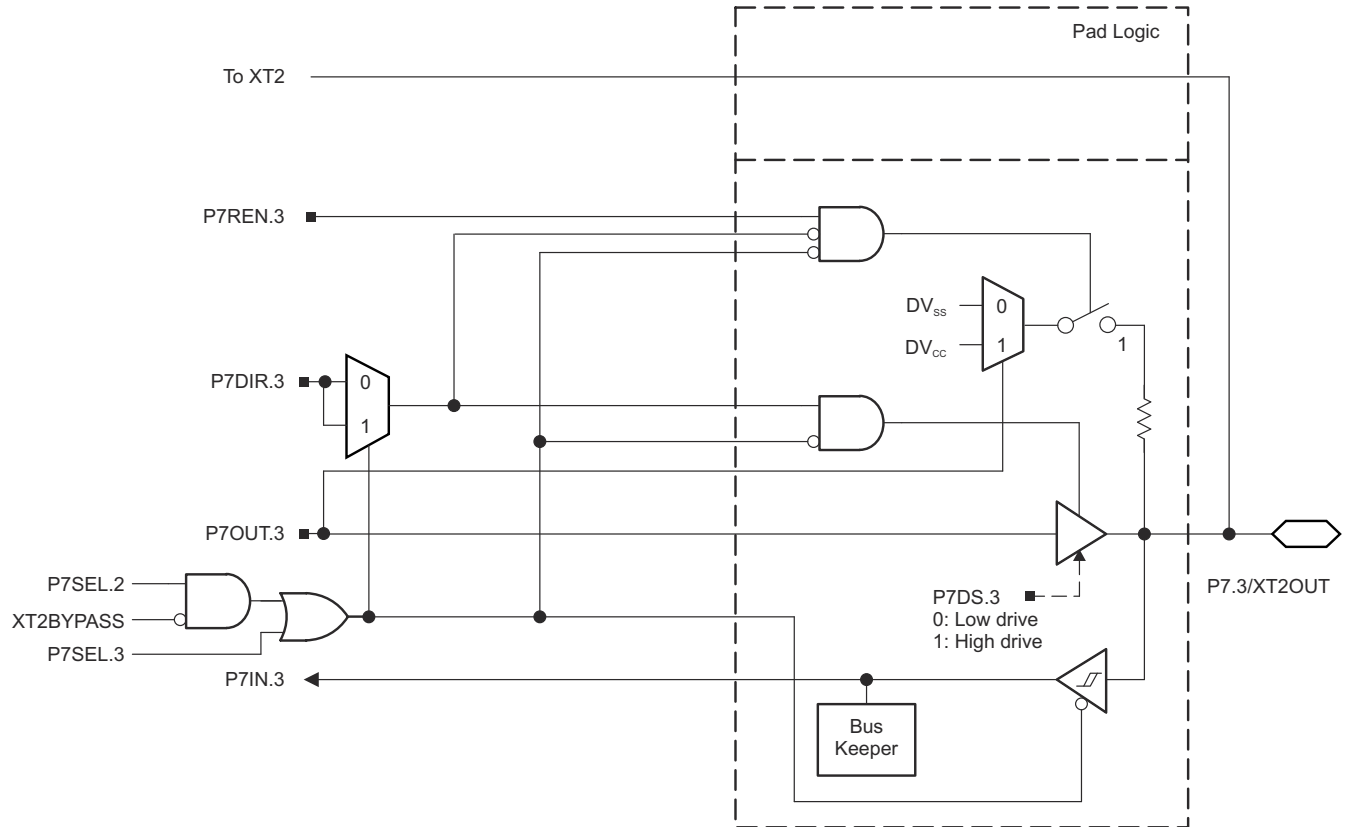 Pad Logic
To XT2
P7REN.3
DVSS
0
DVCC
1
1
P7DIR.3
0
1
P7OUT.3
P7SEL.2
XT2BYPASS
P7SEL.3
P7.3/XT2OUT
P7DS.3
0: Low drive
1: High drive
P7IN.3
Bus
Keeper